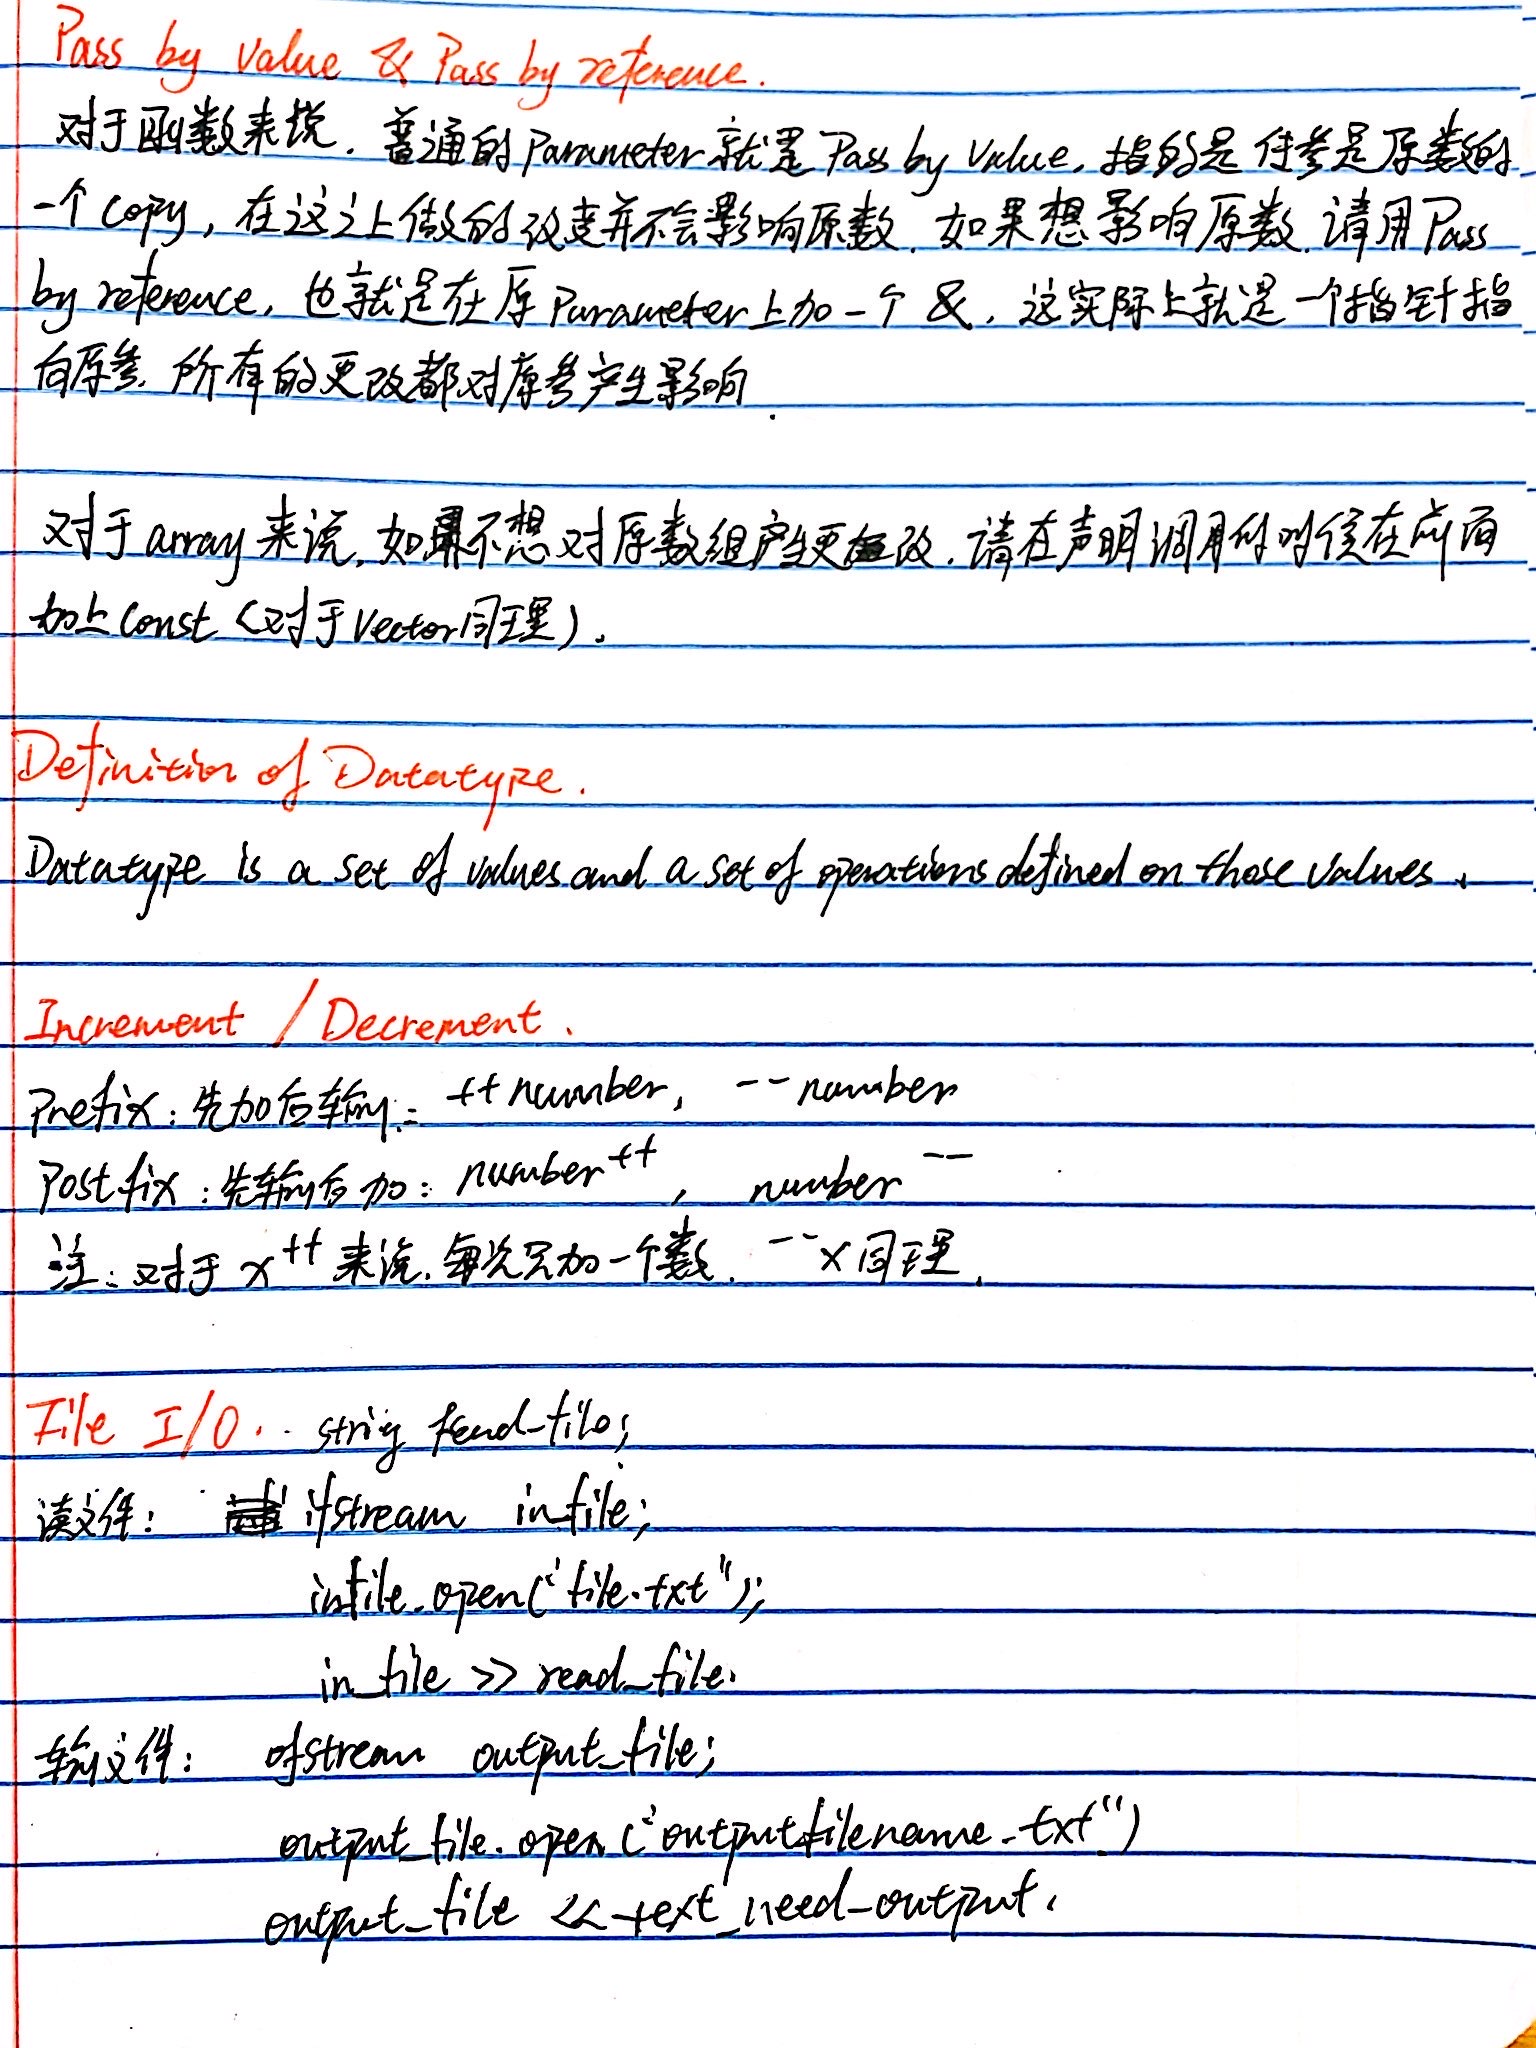 Pass by value & Pass by reference.
对于函数来说. 普通的Parameter就是Pass by Value, 指的是传参是原数的
一个copy, 在这之上做的改变并不会影响原数. 如果想影响原数. 请用Pass
by reference, 也就是在原Parameter上加一个 &. 这实际上就是一个指针指
向原参. 所有的更改都对原参产生影响.
对于array来说, 如果不想对原数组产生更改. 请在声明调用的时候在前面
加上const (对于Vector同理).
Definition of Datatype.
Datatype is a set of values and a set of operations defined on those values.
Increment / Decrement.
Prefix: 先加后输: ++number, --number
Postfix: 先输后加: number++, number--
注: 对于x++来说. 每次只加一个数. --x同理.
File I/O. string read_file;
读文件: ifstream in_file;
infile.open("file.txt");
in_file >> read_file.
输文件: ofstream output_file;
output_file.open("outputfilename.txt")
output_file << text_need_output.